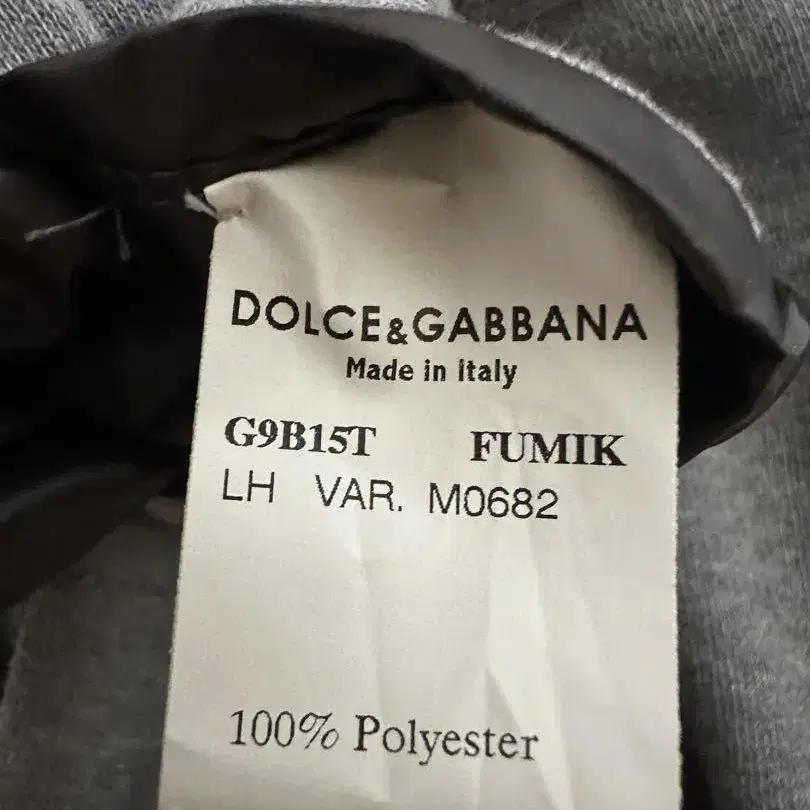 DOLCE&GABBANA
Made in italy
G9B15T FUMIK
LH VAR. M0682
100% Polyester